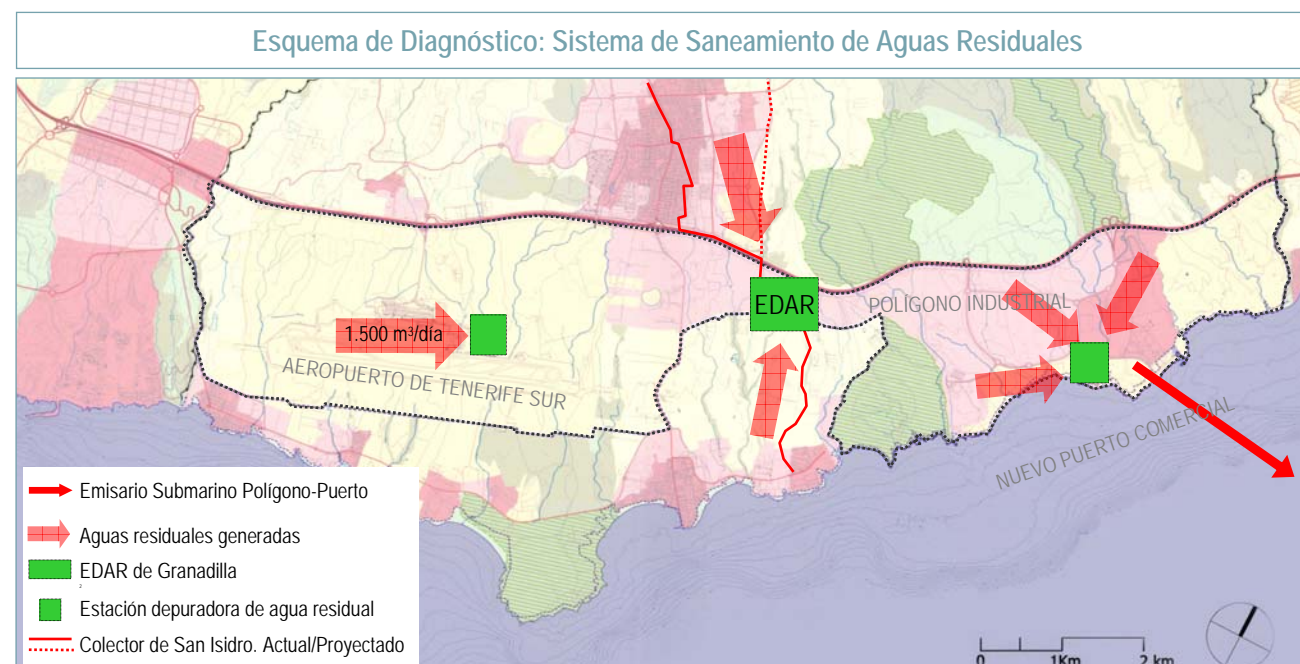 Esquema de Diagnóstico: Sistema de Saneamiento de Aguas Residuales
EDAR
POLÍGONO INDUSTRIAL
1.500 m³/día
AEROPUERTO DE TENERIFE SUR
NUEVO PUERTO COMERCIAL
Emisario Submarino Polígono-Puerto
Aguas residuales generadas
EDAR de Granadilla
2
Estación depuradora de agua residual
Colector de San Isidro. Actual/Proyectado
0 1Km 2 km